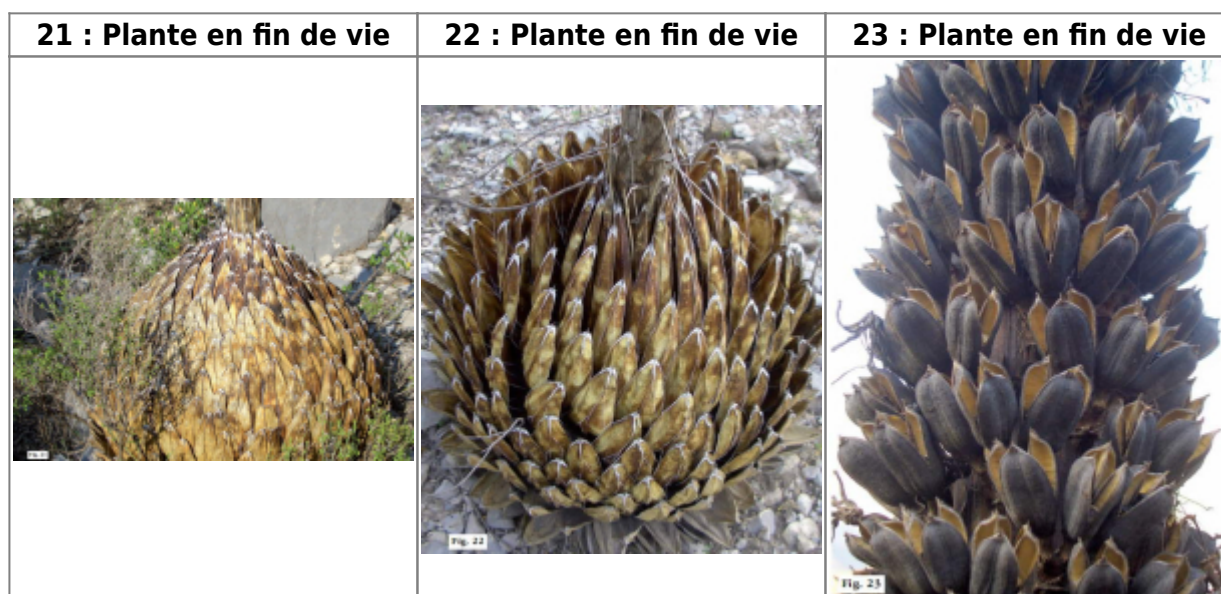 21 : Plante en fin de vie
22 : Plante en fin de vie
23 : Plante en fin de vie
Fig. 22
Fig. 23